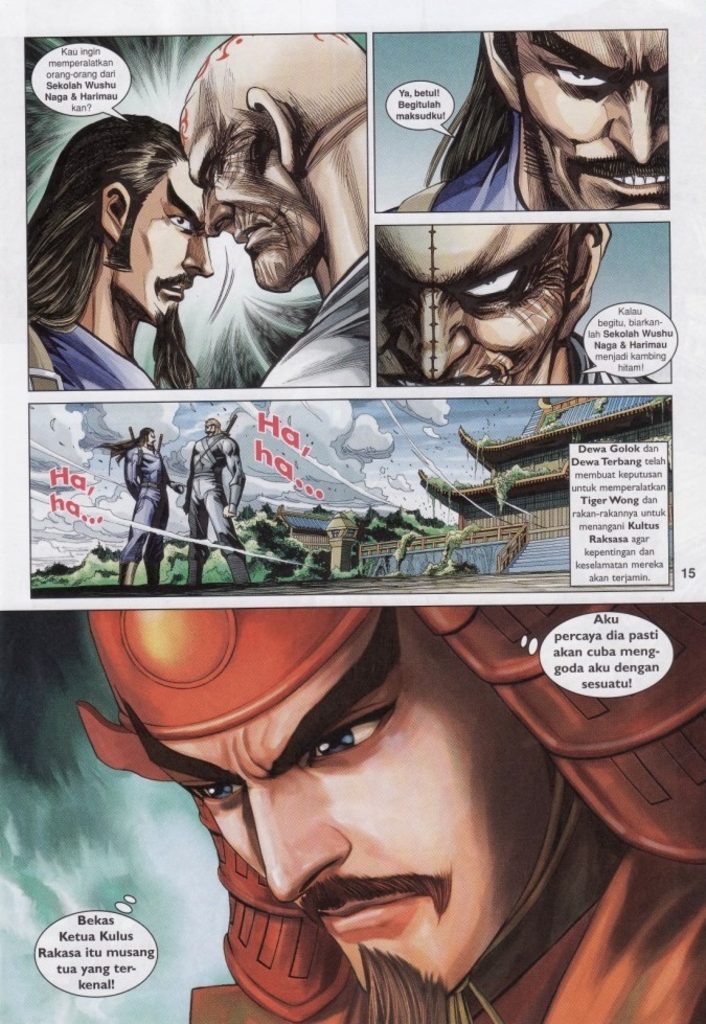 Kau ingin
memperalatkan
orang-orang dari
Sekolah Wushu
Naga & Harimau
kan?
Ya, betul!
Begitulah
maksudku!
Kalau
begitu, biarkan-
lah Sekolah Wushu
Naga & Harimau
menjadi kambing
hitam!
Ha,
ha...
Ha,
ha...
Dewa Golok dan
Dewa Terbang telah
membuat keputusan
untuk memperalatkan
Tiger Wong dan
rakan-rakannya untuk
menangani Kultus
Raksasa agar
kepentingan dan
keselamatan mereka
akan terjamin.
15
Aku
percaya dia pasti
akan cuba meng-
goda aku dengan
sesuatu!
Bekas
Ketua Kulus
Rakasa itu musang
tua yang ter-
kenal!